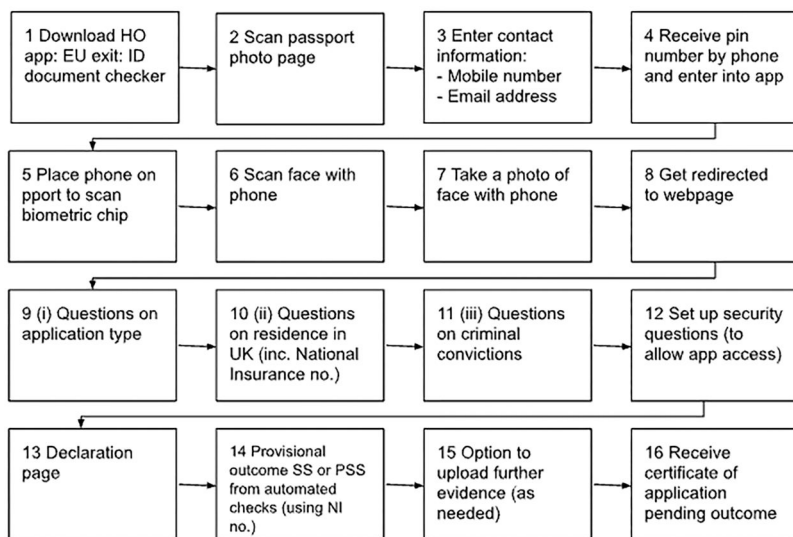 1 Download HO
app: EU exit: ID
document checker
2 Scan passport
photo page
3 Enter contact
information:
- Mobile number
- Email address
4 Receive pin
number by phone
and enter into app
5 Place phone on
pport to scan
biometric chip
6 Scan face with
phone
7 Take a photo of
face with phone
8 Get redirected
to webpage
9 (i) Questions on
application type
10 (ii) Questions
on residence in
UK (inc. National
Insurance no.)
11 (iii) Questions
on criminal
convictions
12 Set up security
questions (to
allow app access)
13 Declaration
page
14 Provisional
outcome SS or PSS
from automated
checks (using NI
no.)
15 Option to
upload further
evidence (as
needed)
16 Receive
certificate of
application
pending outcome